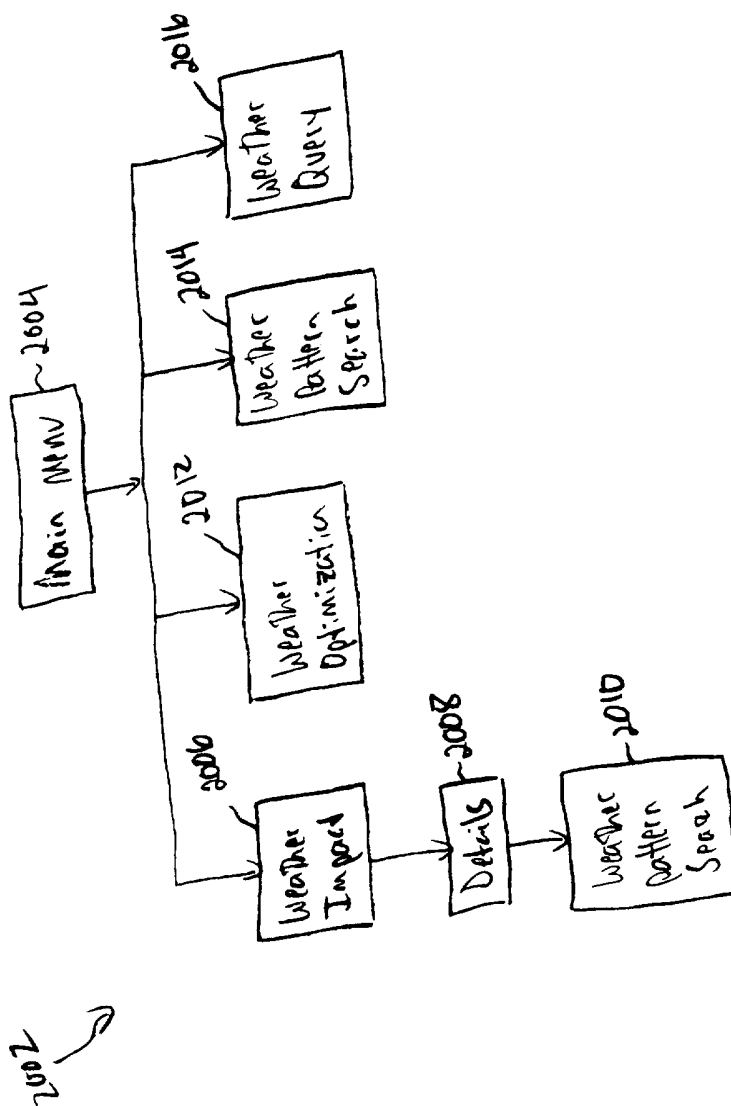 2002
Main Menu
2004
2006
Weather
Impact
2008
Details
2010
Weather
pattern
Search
2012
Weather
Optimization
2014
Weather
pattern
Search
2016
Weather
Query